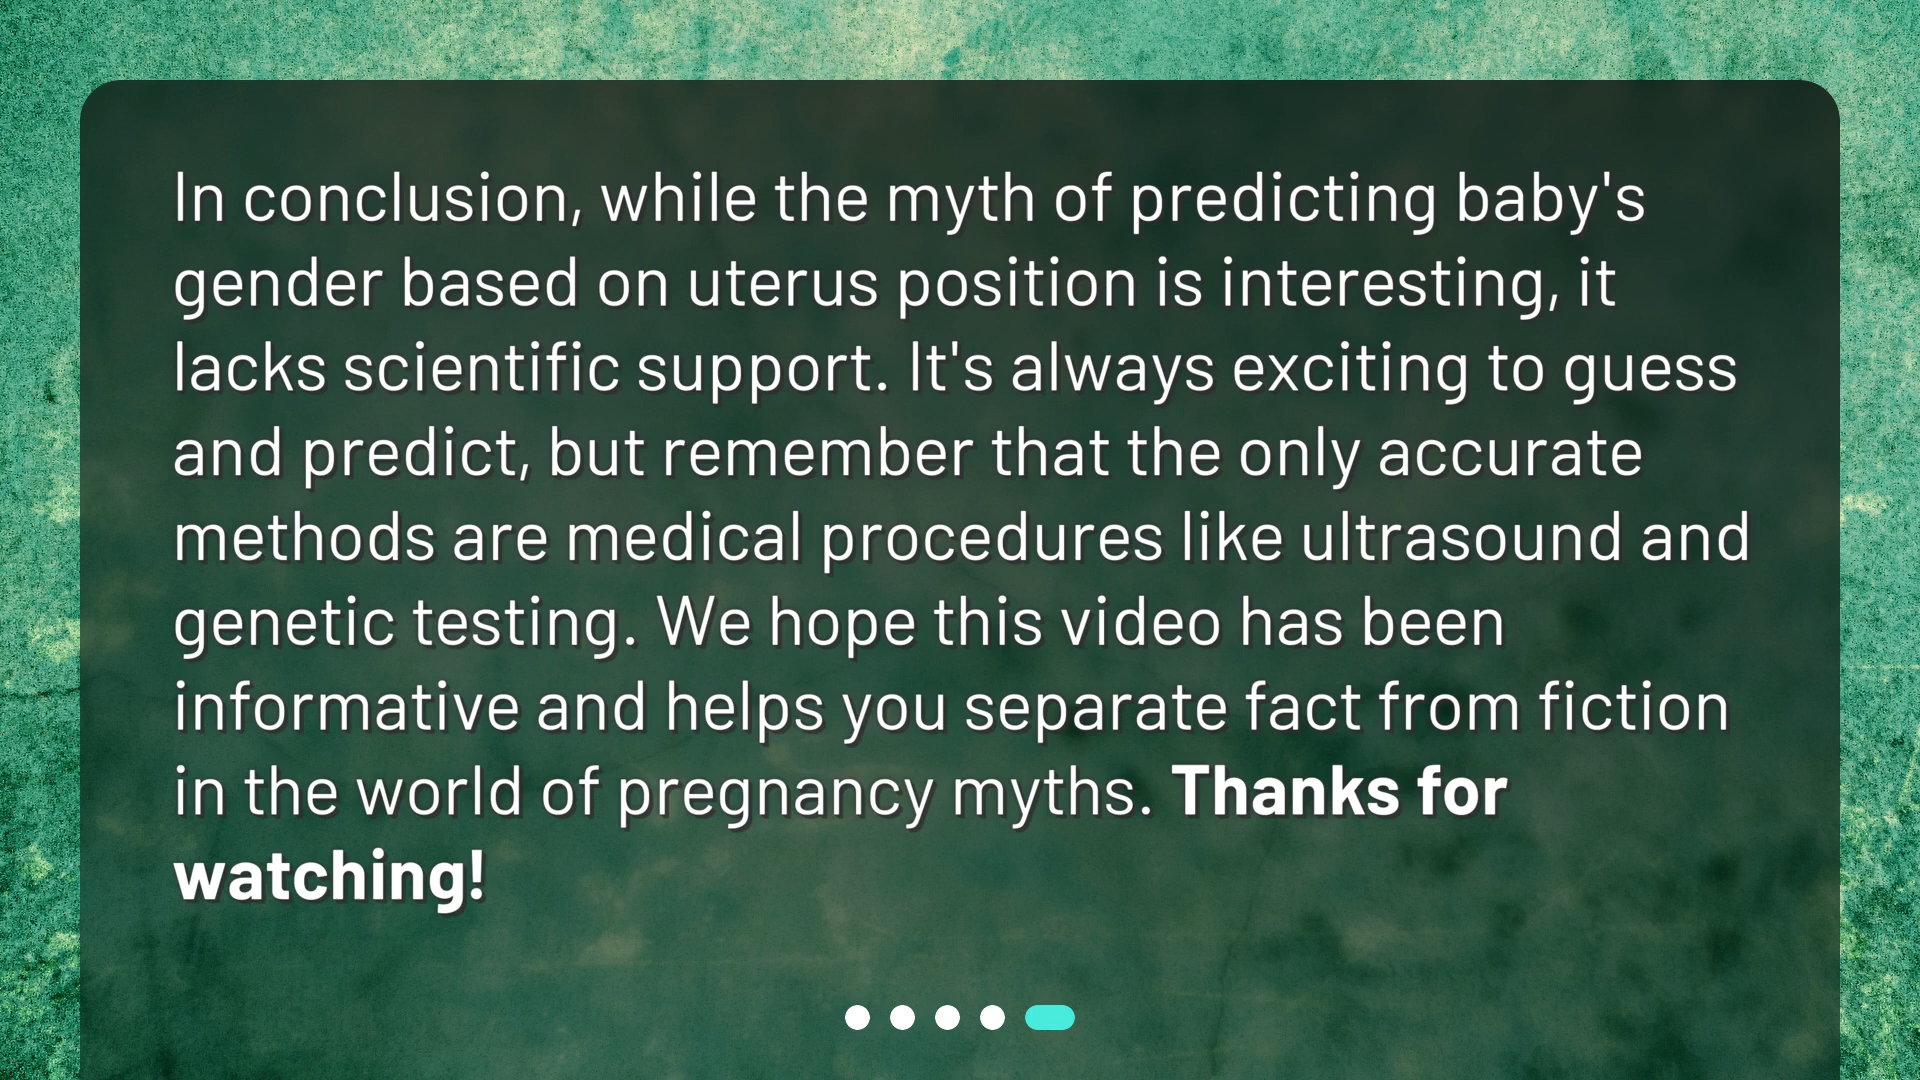 In conclusion, while the myth of predicting baby's
gender based on uterus position is interesting, it
lacks scientific support. It's always exciting to guess
and predict, but remember that the only accurate
methods are medical procedures like ultrasound and
genetic testing. We hope this video has been
informative and helps you separate fact from fiction
in the world of pregnancy myths. Thanks for
watching!